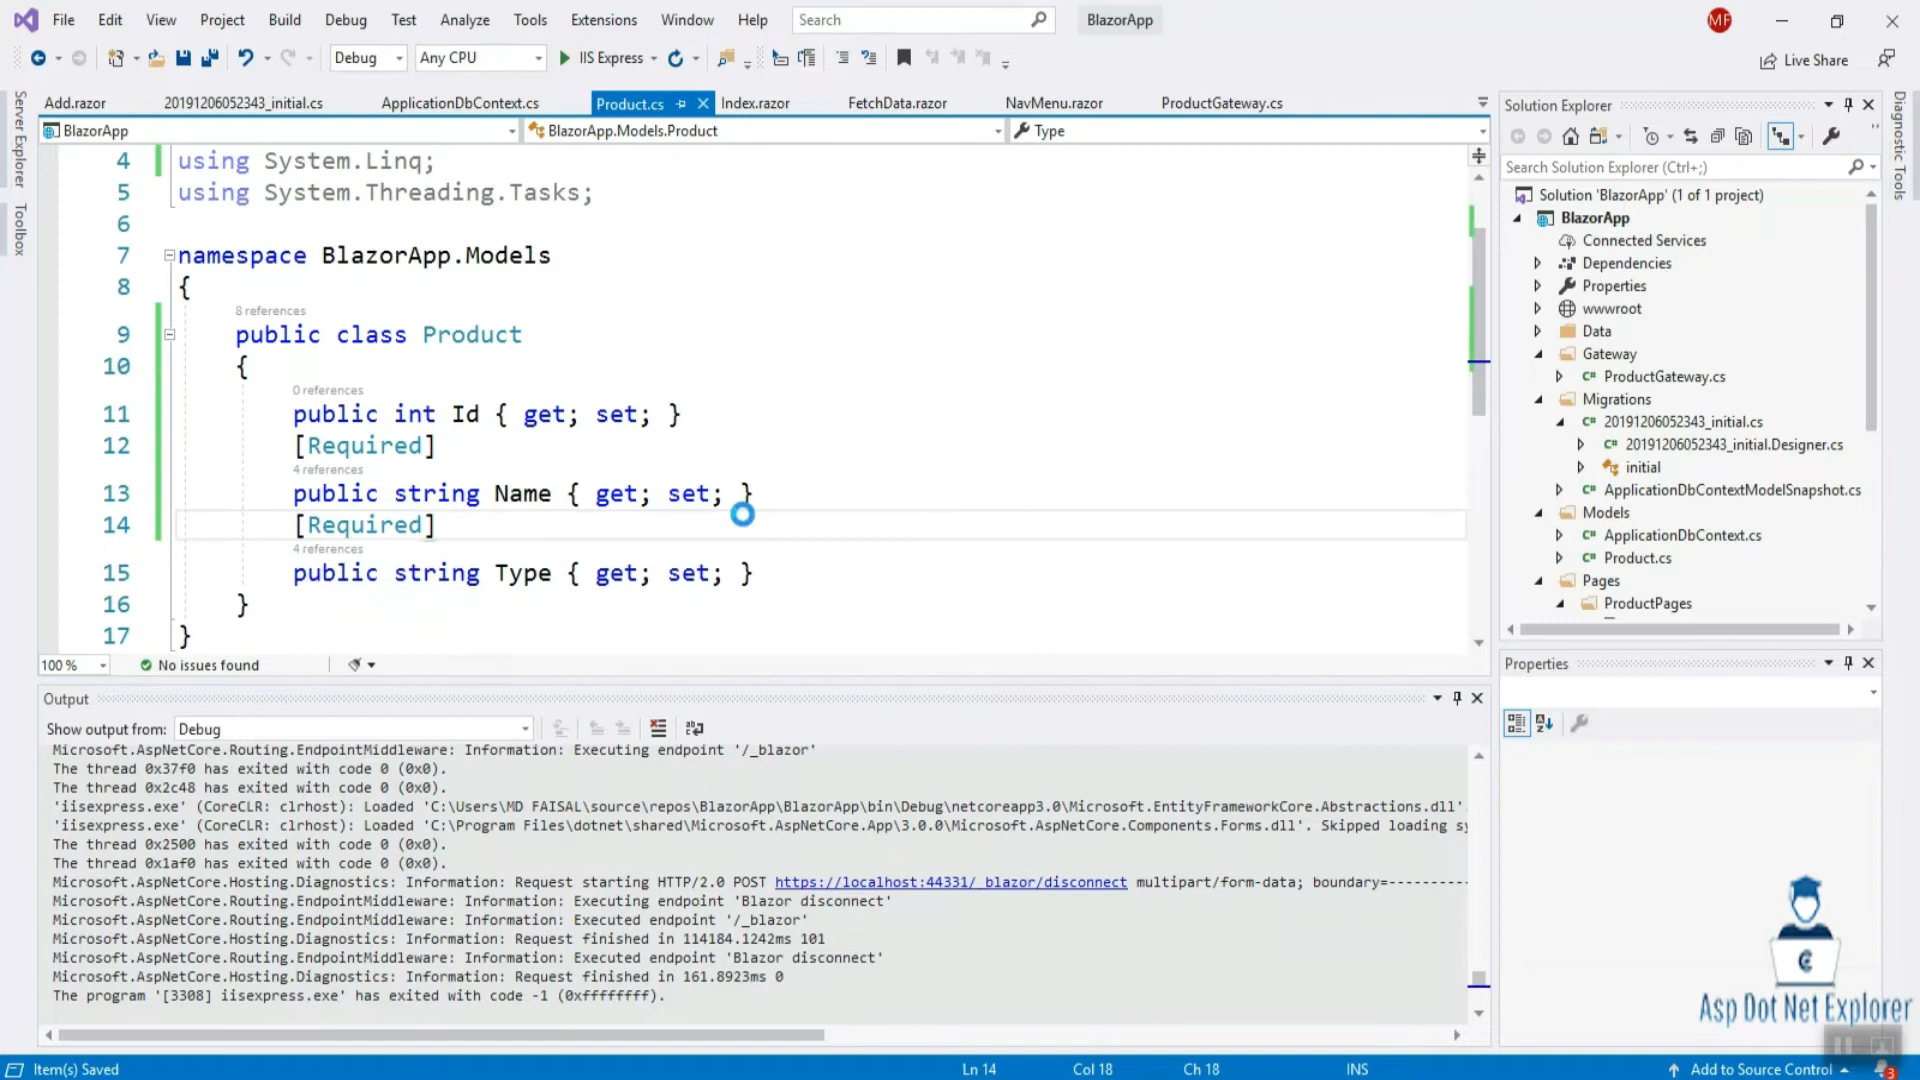 File Edit View Project Build Debug Test Analyze Tools Extensions Window Help Search BlazorApp MF
Debug Any CPU IIS Express Live Share
Add.razor 20191206052343_initial.cs ApplicationDbContext.cs Product.cs Index.razor FetchData.razor NavMenu.razor ProductGateway.cs
BlazorApp BlazorApp.Models.Product Type
Server Explorer
Toolbox
4 using System.Linq;
5 using System.Threading.Tasks;
6
7 namespace BlazorApp.Models
8 {
8 references
9 public class Product
10 {
0 references
11 public int Id { get; set; }
12 [Required]
4 references
13 public string Name { get; set; }
14 [Required]
4 references
15 public string Type { get; set; }
16 }
17 }
100 % No issues found
Output
Show output from: Debug
Microsoft.AspNetCore.Routing.EndpointMiddleware: Information: Executing endpoint '/_blazor'
The thread 0x37f0 has exited with code 0 (0x0).
The thread 0x2c48 has exited with code 0 (0x0).
'iisexpress.exe' (CoreCLR: clrhost): Loaded 'C:\Users\MD FAISAL\source\repos\BlazorApp\BlazorApp\bin\Debug\netcoreapp3.0\Microsoft.EntityFrameworkCore.Abstractions.dll'.
'iisexpress.exe' (CoreCLR: clrhost): Loaded 'C:\Program Files\dotnet\shared\Microsoft.AspNetCore.App\3.0.0\Microsoft.AspNetCore.Components.Forms.dll'. Skipped loading sy
The thread 0x2500 has exited with code 0 (0x0).
The thread 0x1af0 has exited with code 0 (0x0).
Microsoft.AspNetCore.Hosting.Diagnostics: Information: Request starting HTTP/2.0 POST https://localhost:44331/_blazor/disconnect multipart/form-data; boundary=----------
Microsoft.AspNetCore.Routing.EndpointMiddleware: Information: Executing endpoint 'Blazor disconnect'
Microsoft.AspNetCore.Routing.EndpointMiddleware: Information: Executed endpoint '/_blazor'
Microsoft.AspNetCore.Hosting.Diagnostics: Information: Request finished in 114184.1242ms 101
Microsoft.AspNetCore.Routing.EndpointMiddleware: Information: Executed endpoint 'Blazor disconnect'
Microsoft.AspNetCore.Hosting.Diagnostics: Information: Request finished in 161.8923ms 0
The program '[3308] iisexpress.exe' has exited with code -1 (0xffffffff).
Solution Explorer
Search Solution Explorer (Ctrl+;)
Solution 'BlazorApp' (1 of 1 project)
BlazorApp
Connected Services
Dependencies
Properties
wwwroot
Data
Gateway
C# ProductGateway.cs
Migrations
C# 20191206052343_initial.cs
C# 20191206052343_initial.Designer.cs
initial
C# ApplicationDbContextModelSnapshot.cs
Models
C# ApplicationDbContext.cs
C# Product.cs
Pages
ProductPages
Properties
Diagnostic Tools
Asp Dot Net Explorer
Item(s) Saved Ln 14 Col 18 Ch 18 INS Add to Source Control 3